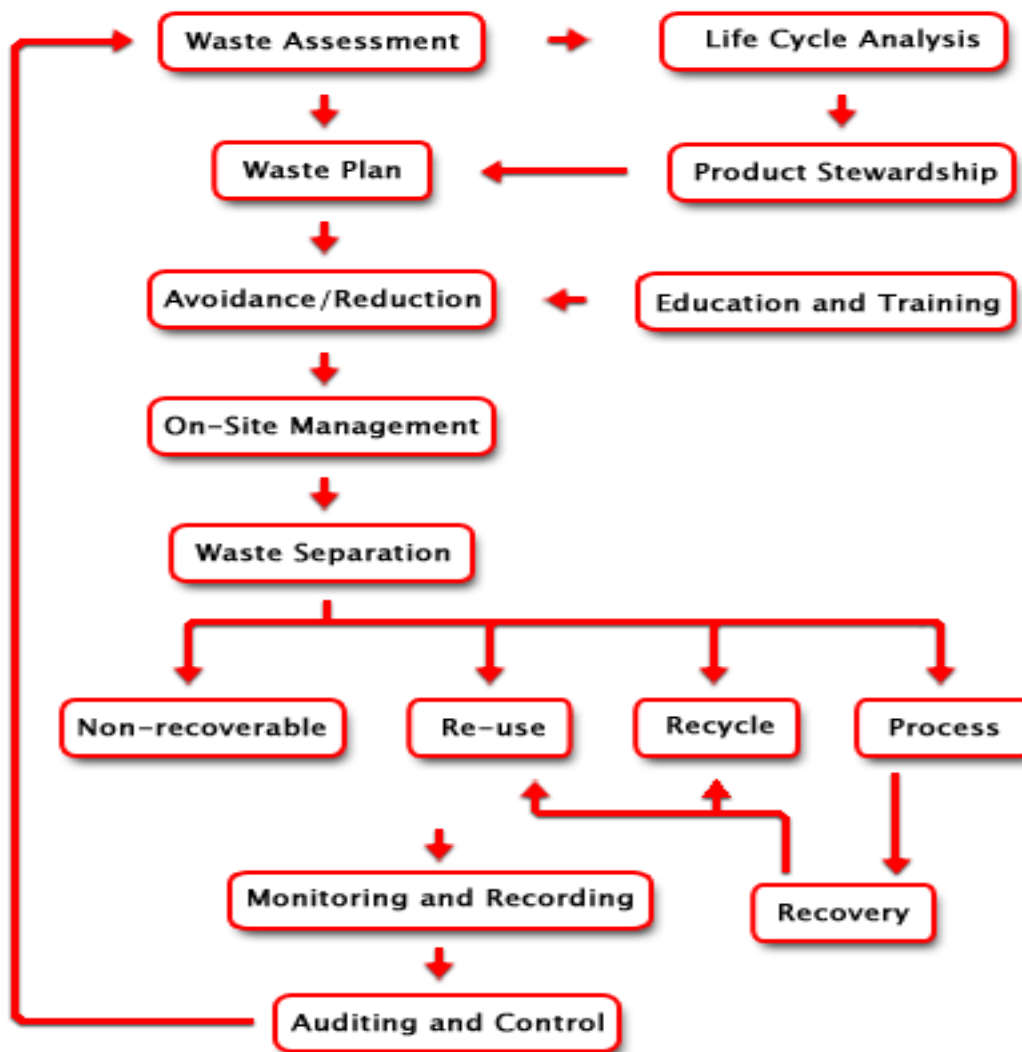 Waste Assessment
Life Cycle Analysis
Waste Plan
Product Stewardship
Avoidance/Reduction
Education and Training
On-Site Management
Waste Separation
Non-recoverable
Re-use
Recycle
Process
Monitoring and Recording
Recovery
Auditing and Control